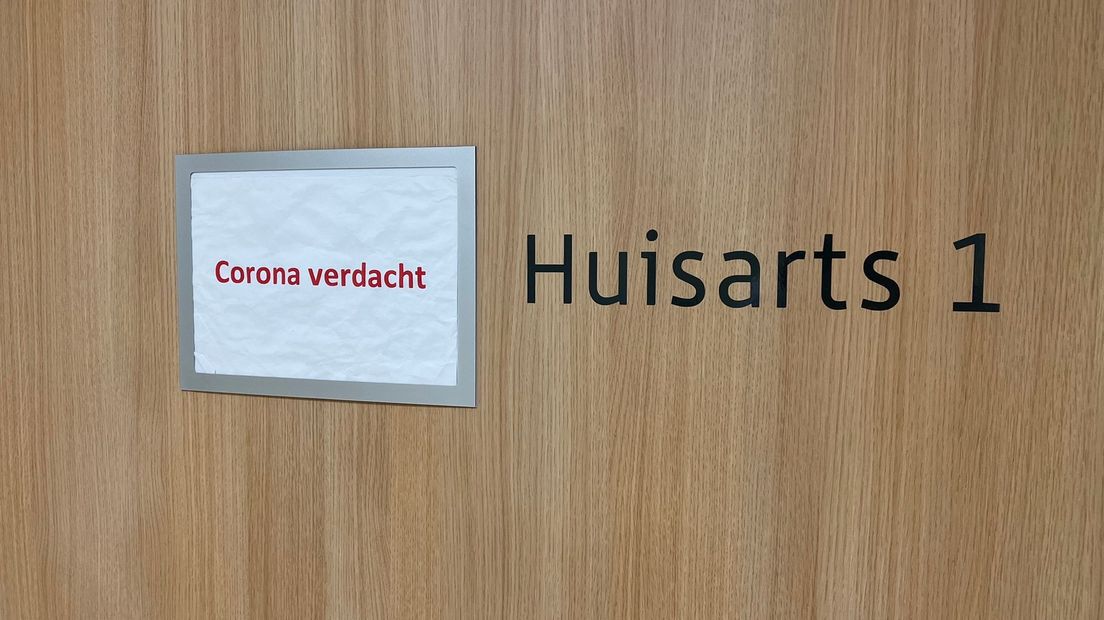 Corona verdacht
Huisarts 1